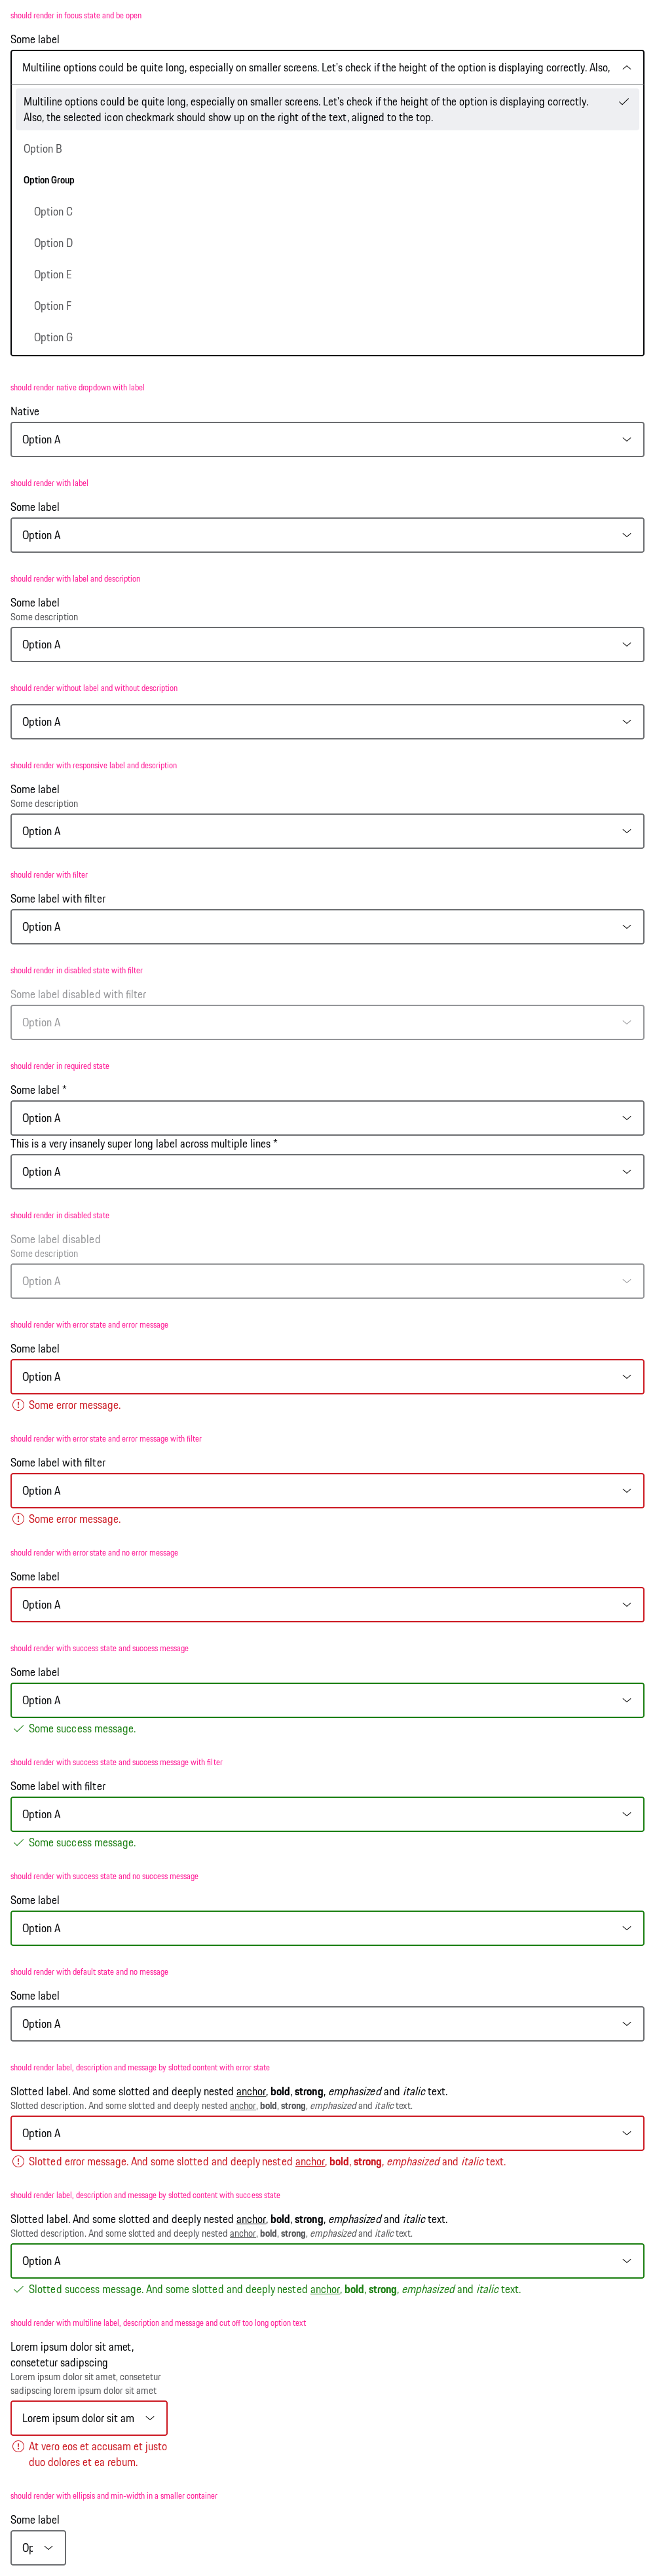 should render in focus state and be open
Some label
Multiline options could be quite long, especially on smaller screens. Let's check if the height of the option is displaying correctly. Also,
Multiline options could be quite long, especially on smaller screens. Let's check if the height of the option is displaying correctly.
Also, the selected icon checkmark should show up on the right of the text, aligned to the top.
Option B
Option Group
Option C
Option D
Option E
Option F
Option G
should render native dropdown with label
Native
Option A
should render with label
Some label
Option A
should render with label and description
Some label
Some description
Option A
should render without label and without description
Option A
should render with responsive label and description
Some label
Some description
Option A
should render with filter
Some label with filter
Option A
should render in disabled state with filter
Some label disabled with filter
Option A
should render in required state
Some label *
Option A
This is a very insanely super long label across multiple lines *
Option A
should render in disabled state
Some label disabled
Some description
Option A
should render with error state and error message
Some label
Option A
Some error message.
should render with error state and error message with filter
Some label with filter
Option A
Some error message.
should render with error state and no error message
Some label
Option A
should render with success state and success message
Some label
Option A
Some success message.
should render with success state and success message with filter
Some label with filter
Option A
Some success message.
should render with success state and no success message
Some label
Option A
should render with default state and no message
Some label
Option A
should render label, description and message by slotted content with error state
Slotted label. And some slotted and deeply nested anchor, bold, strong, emphasized and italic text.
Slotted description. And some slotted and deeply nested anchor, bold, strong, emphasized and italic text.
Option A
Slotted error message. And some slotted and deeply nested anchor, bold, strong, emphasized and italic text.
should render label, description and message by slotted content with success state
Slotted label. And some slotted and deeply nested anchor, bold, strong, emphasized and italic text.
Slotted description. And some slotted and deeply nested anchor, bold, strong, emphasized and italic text.
Option A
Slotted success message. And some slotted and deeply nested anchor, bold, strong, emphasized and italic text.
should render with multiline label, description and message and cut off too long option text
Lorem ipsum dolor sit amet,
consetetur sadipscing
Lorem ipsum dolor sit amet, consetetur
sadipscing lorem ipsum dolor sit amet
Lorem ipsum dolor sit am
At vero eos et accusam et justo
duo dolores et ea rebum.
should render with ellipsis and min-width in a smaller container
Some label
Op